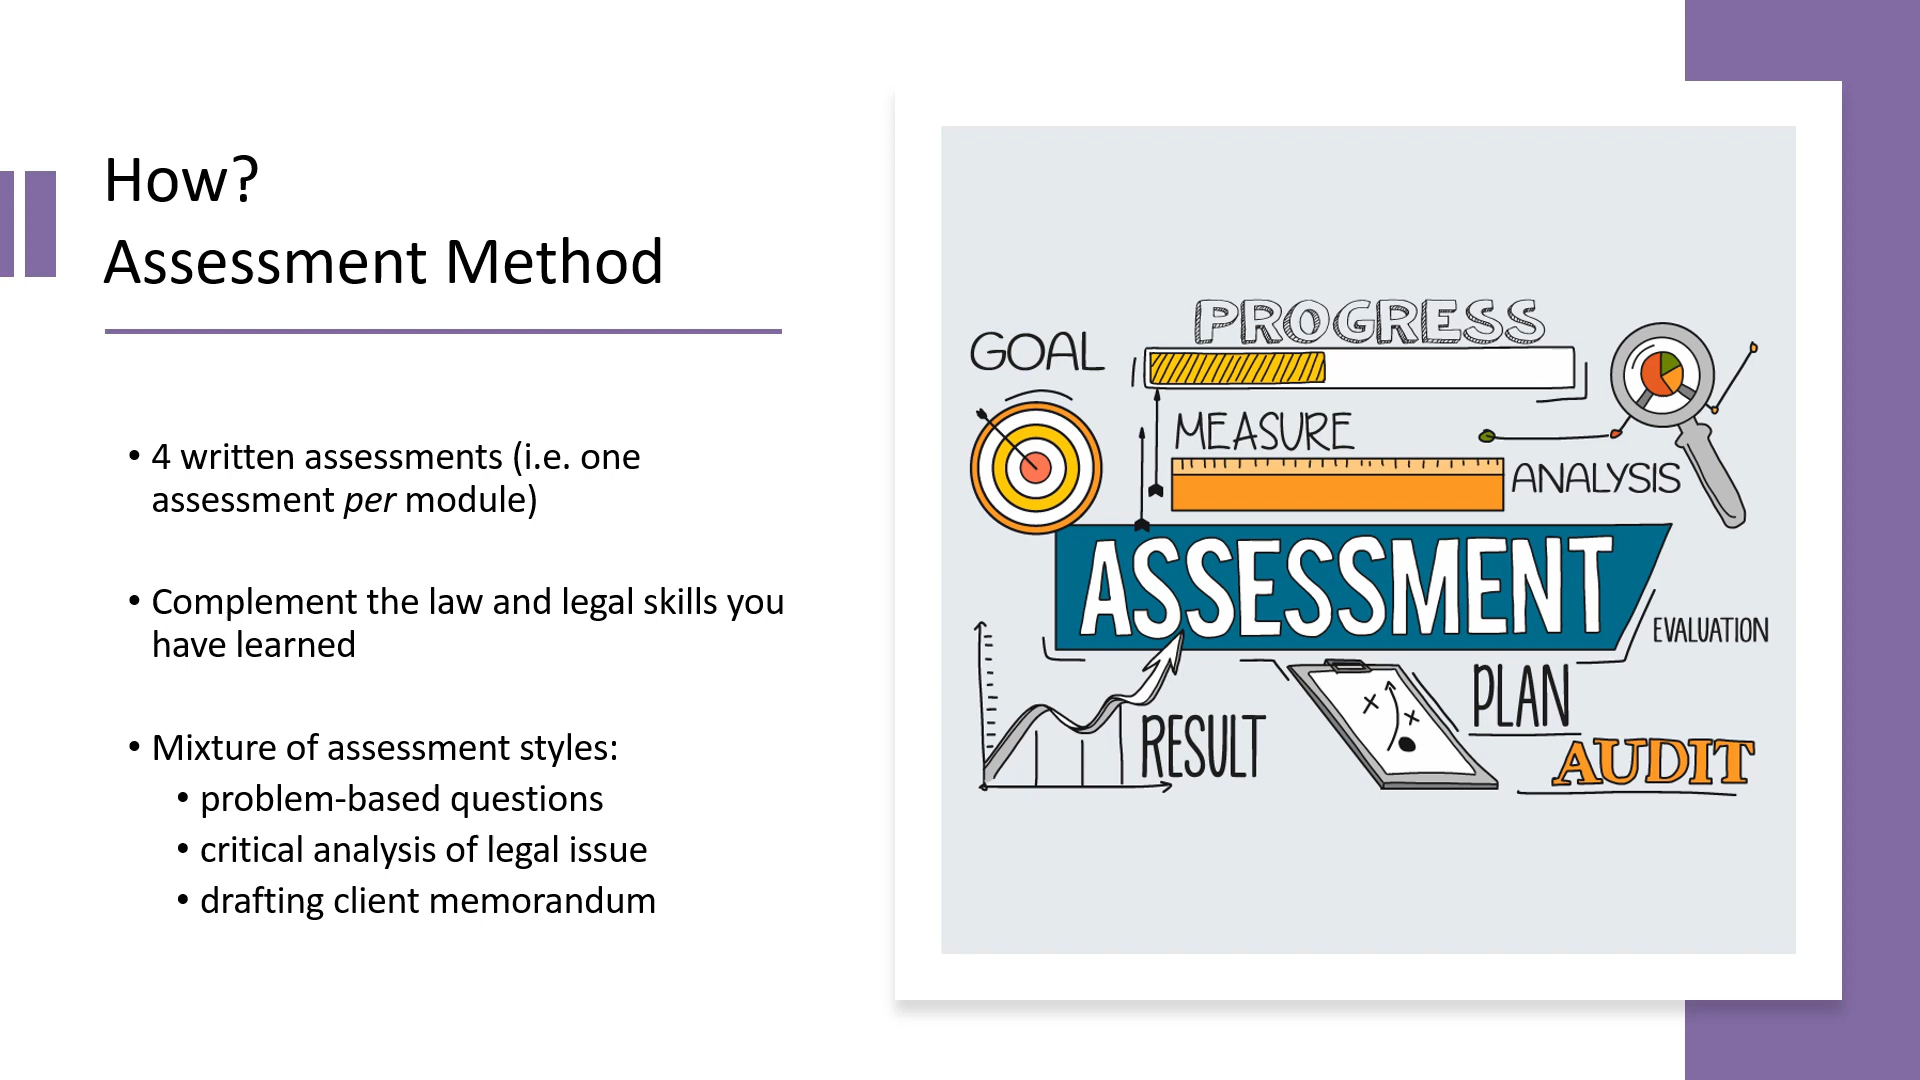 How?
Assessment Method
• 4 written assessments (i.e. one
assessment per module)
• Complement the law and legal skills you
have learned
• Mixture of assessment styles:
• problem-based questions
• critical analysis of legal issue
• drafting client memorandum
PROGRESS
GOAL
MEASURE
ANALYSIS
ASSESSMENT
EVALUATION
PLAN
RESULT
AUDIT